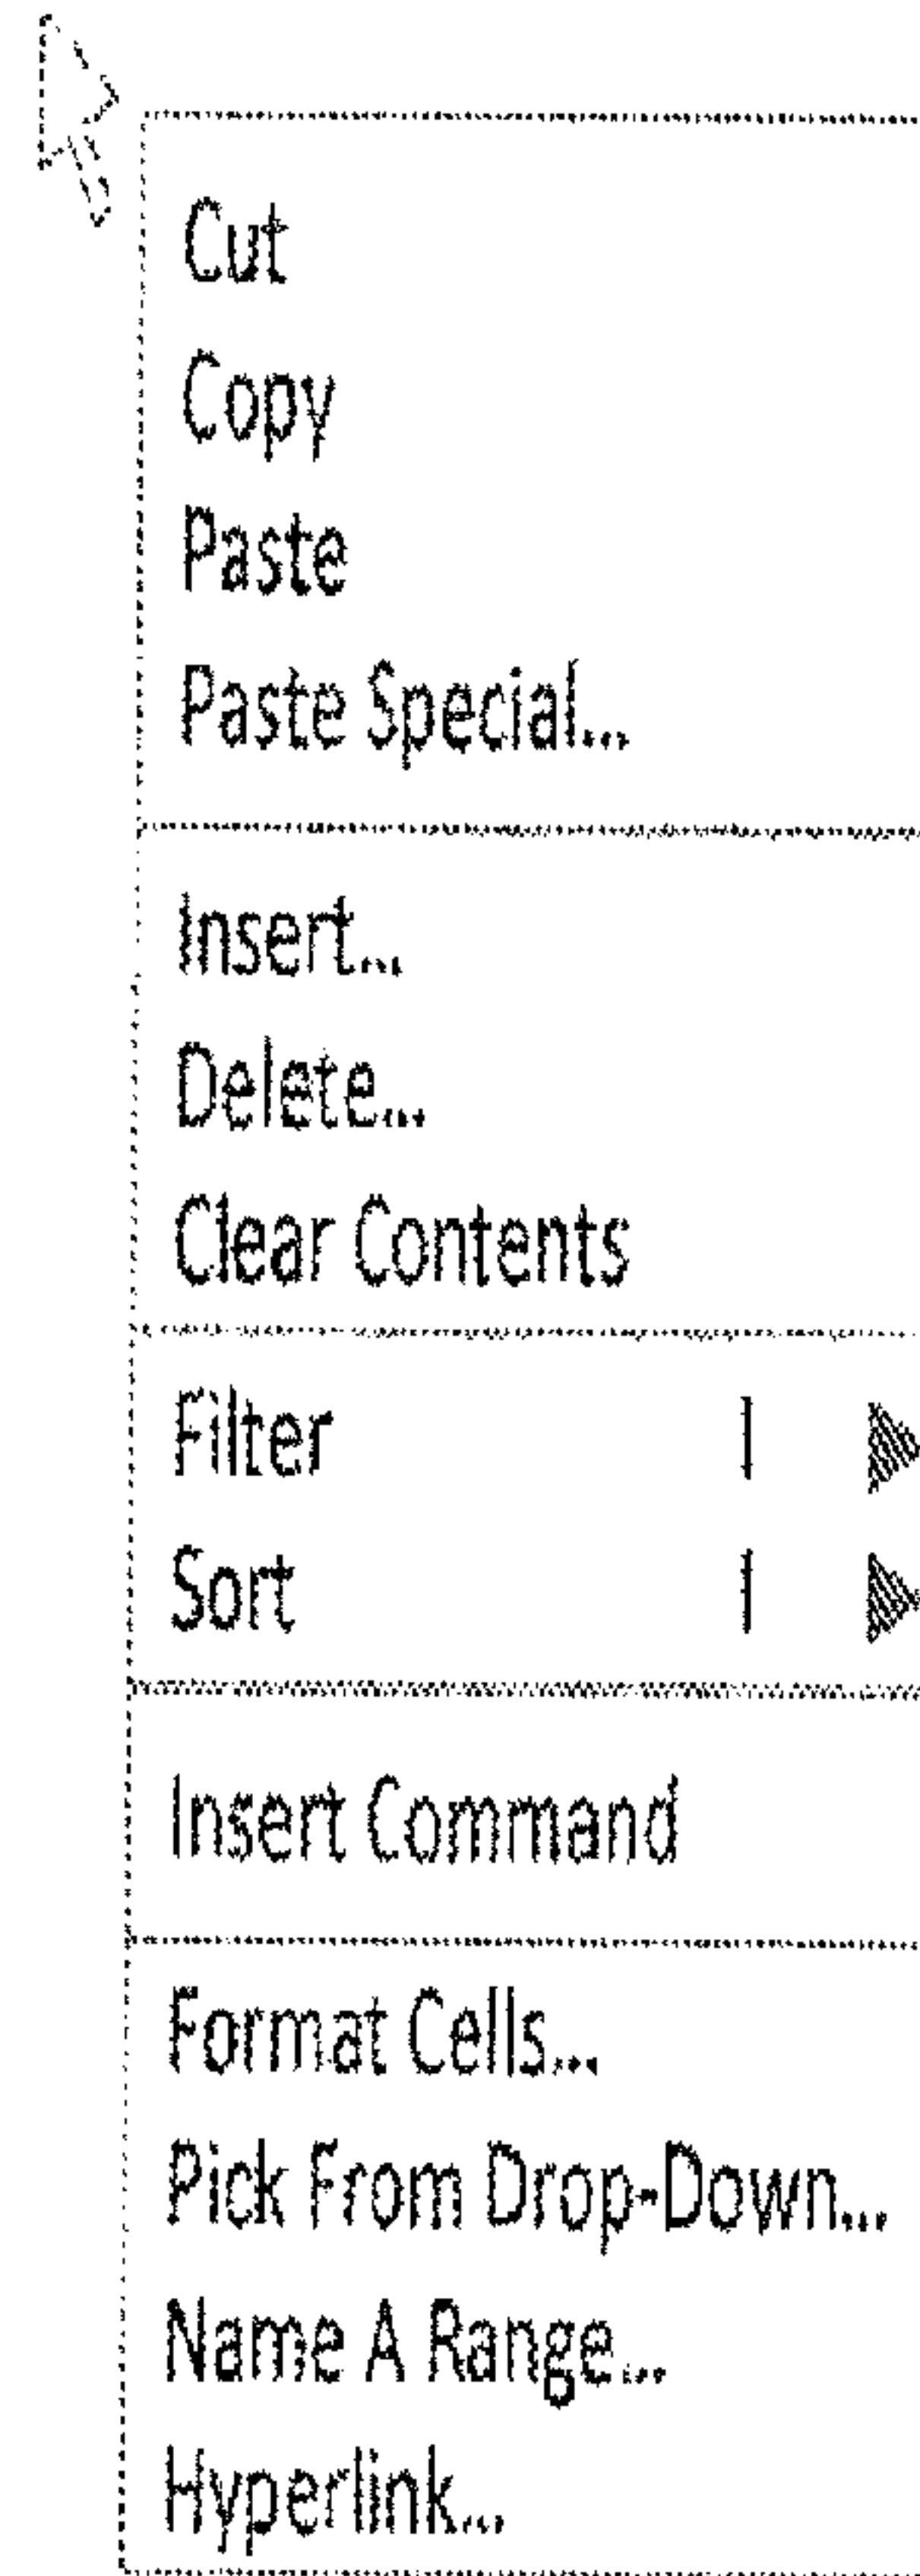 Cut
Copy
Paste
Paste Special...
Insert...
Delete...
Clear Contents
Filter
Sort
Insert Command
Format Cells...
Pick From Drop-Down...
Name A Range...
Hyperlink...